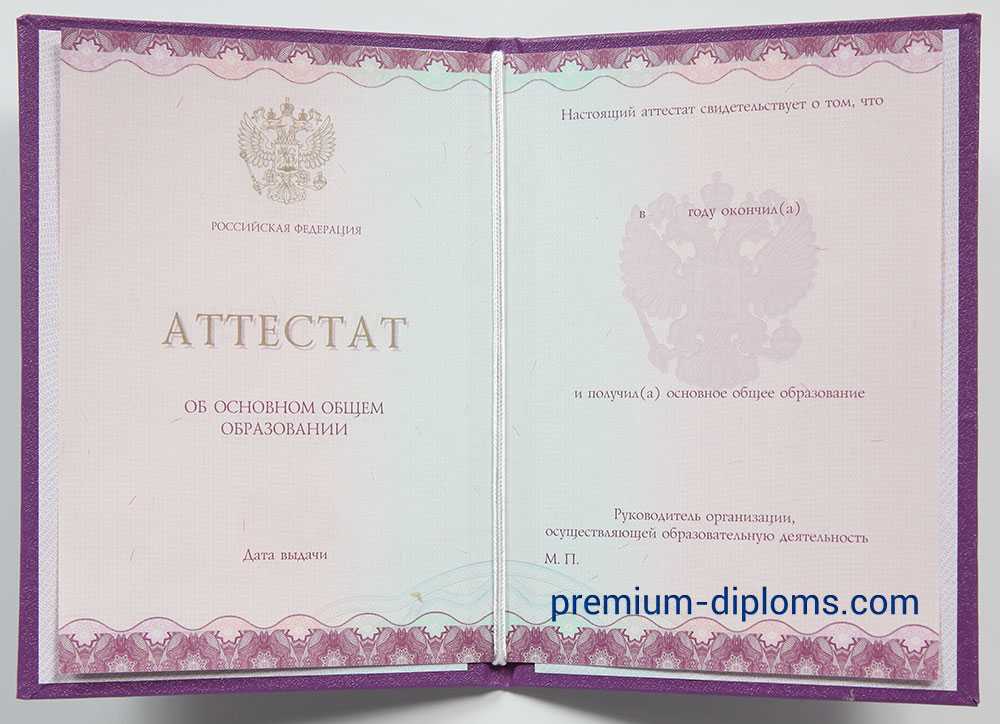 РОССИЙСКАЯ ФЕДЕРАЦИЯ
АТТЕСТАТ
ОБ ОСНОВНОМ ОБЩЕМ
ОБРАЗОВАНИИ
Дата выдачи
Настоящий аттестат свидетельствует о том, что
в году окончил(а)
и получил(а) основное общее образование
Руководитель организации,
осуществляющей образовательную деятельность
М. П.
premium-diploms.com